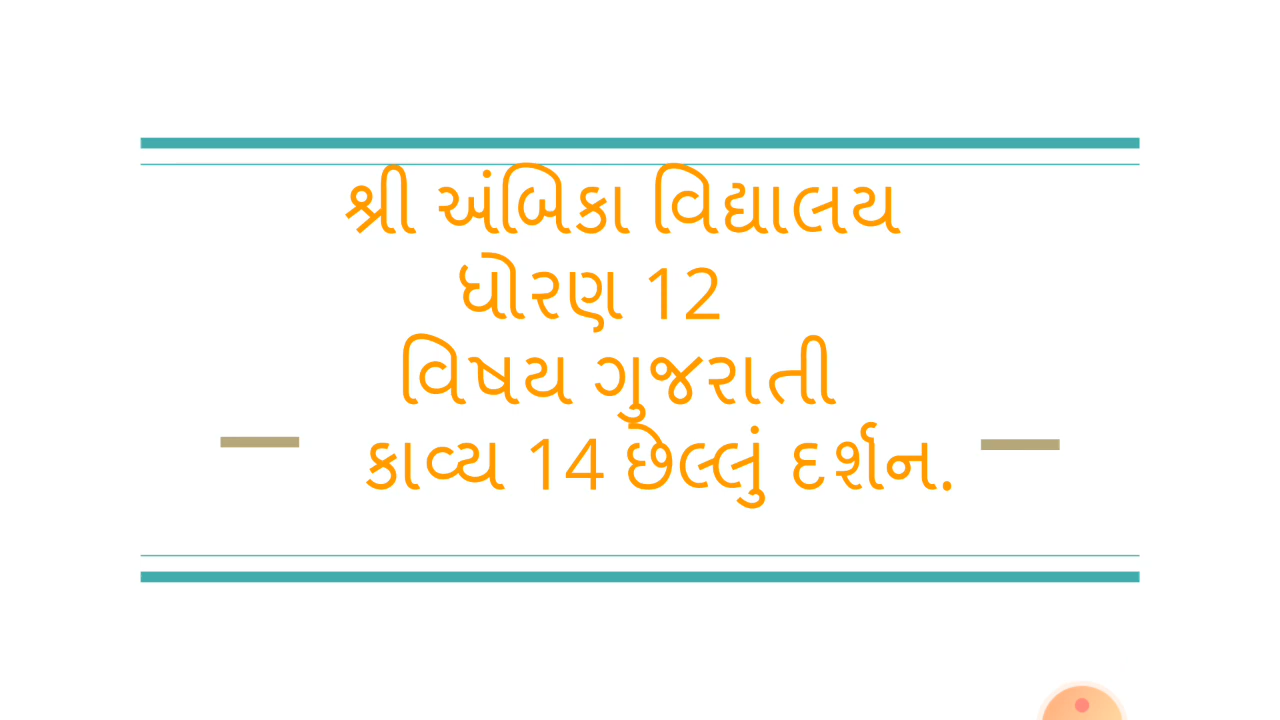 શ્રી અંબિકા વિદ્યાલય
ધોરણ 12
વિષય ગુજરાતી
કાવ્ય 14 છેલ્લું દર્શન.